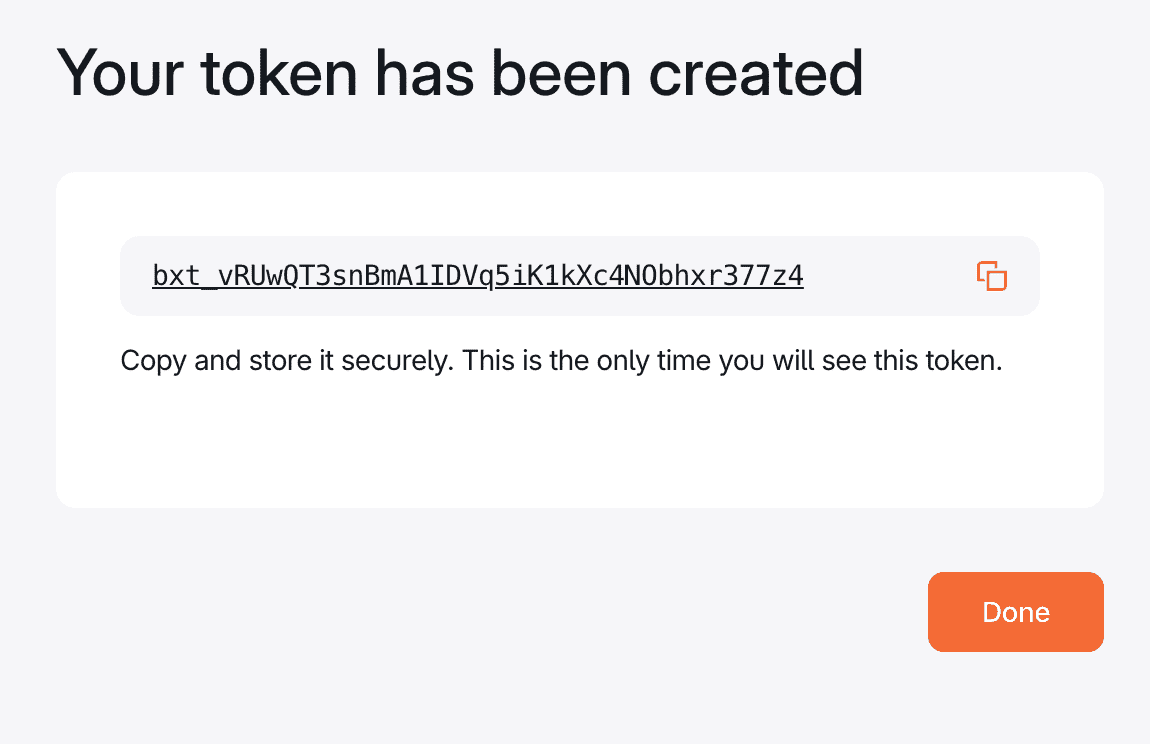 Your token has been created
bxt_vRUwQT3snBmA1IDVq5iK1kXc4NObhxr377z4
Copy and store it securely. This is the only time you will see this token.
Done